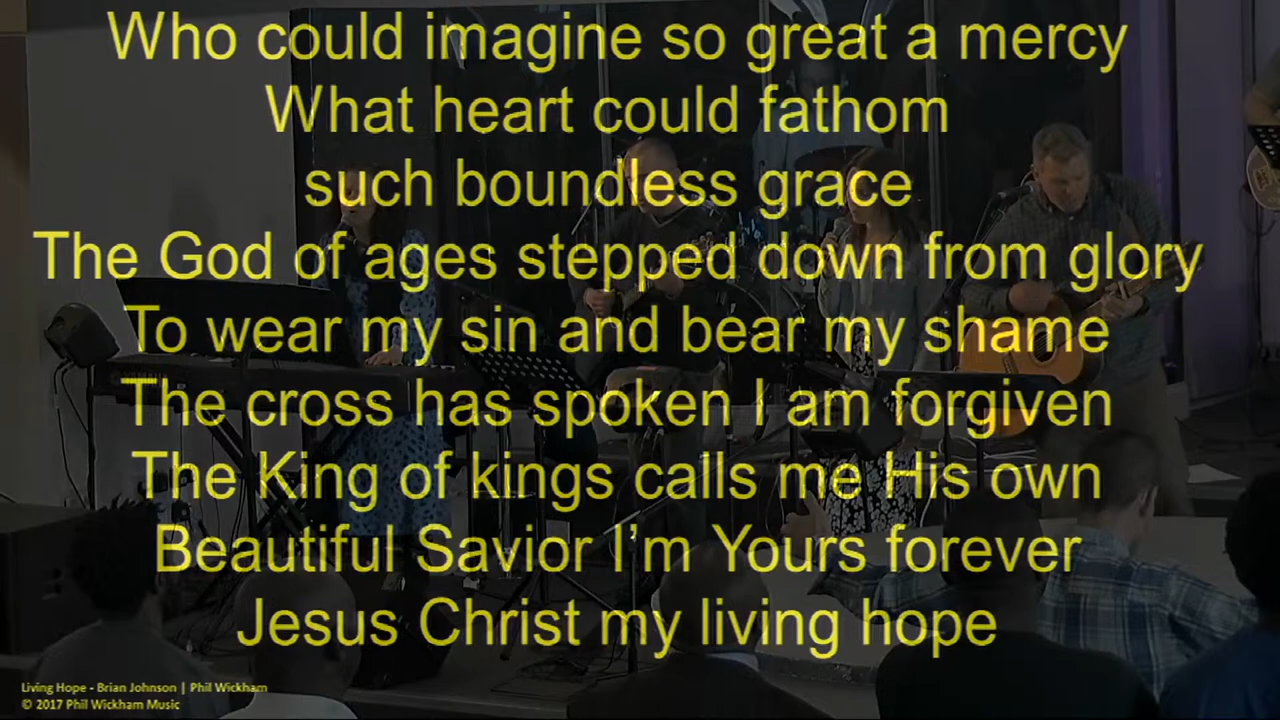 Who could imagine so great a mercy
What heart could fathom
such boundless grace
The God of ages stepped down from glory
To wear my sin and bear my shame
The cross has spoken I am forgiven
The King of kings calls me His own
Beautiful Savior I'm Yours forever
Jesus Christ my living hope
Living Hope - Brian Johnson | Phil Wickham
© 2017 Phil Wickham Music